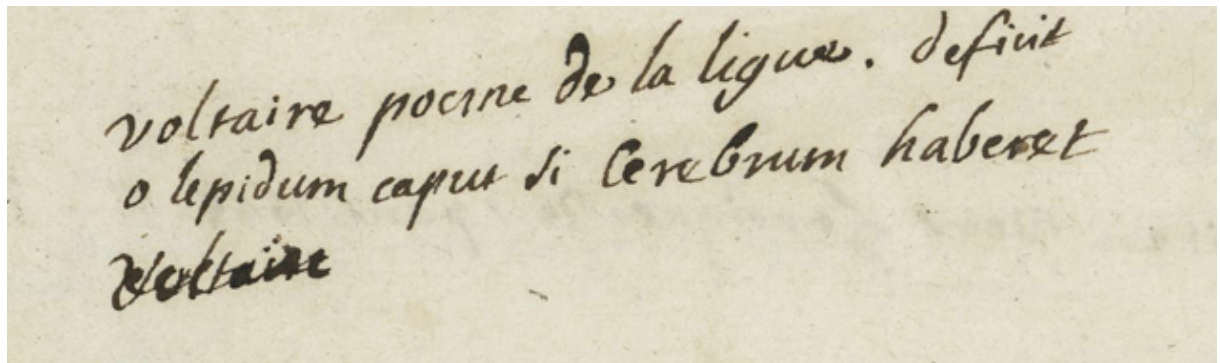 voltaire poeme de la ligue. deficit
o lepidum caput si Cerebrum haberet
voltaire